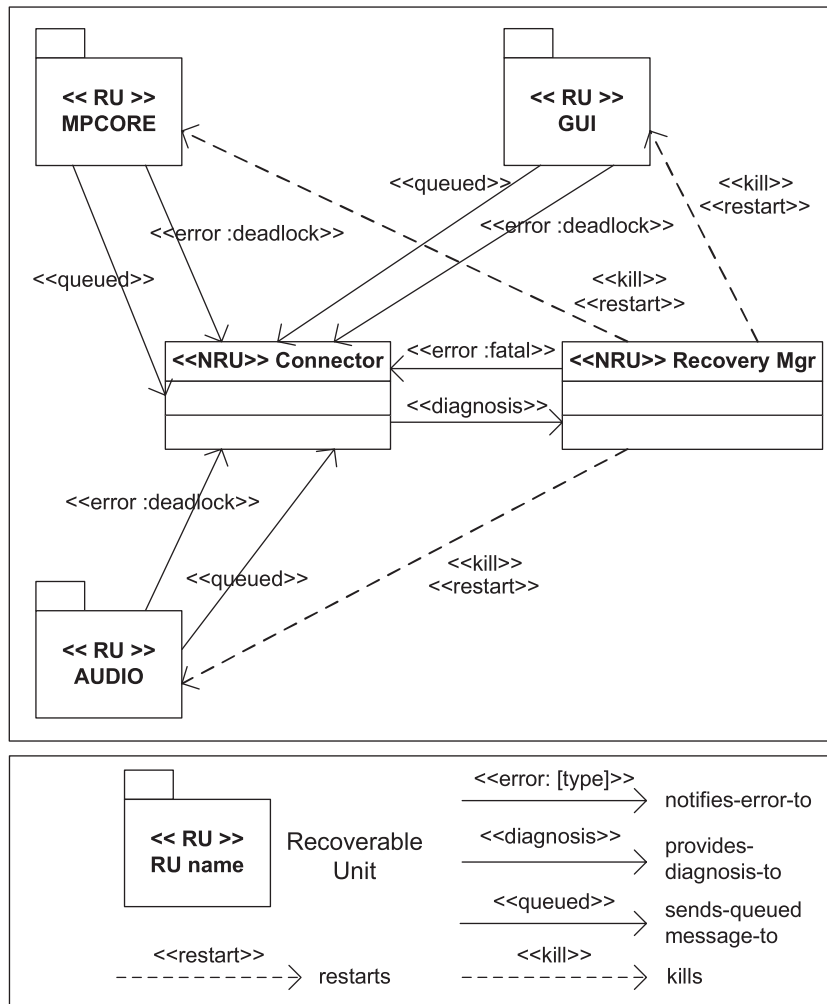 << RU >>
MPCORE
<< RU >>
GUI
<<queued>>
<<kill>>
<<restart>>
<<error :deadlock>>
<<error :deadlock>>
<<queued>>
<<kill>>
<<restart>>
<<NRU>> Connector
<<error :fatal>>
<<NRU>> Recovery Mgr
<<diagnosis>>
<<error :deadlock>>
<<queued>>
<<kill>>
<<restart>>
<< RU >>
AUDIO
<< RU >>
RU name
Recoverable
Unit
<<error: [type]>>
notifies-error-to
<<diagnosis>>
provides-
diagnosis-to
<<queued>>
sends-queued
message-to
<<restart>>
restarts
<<kill>>
kills